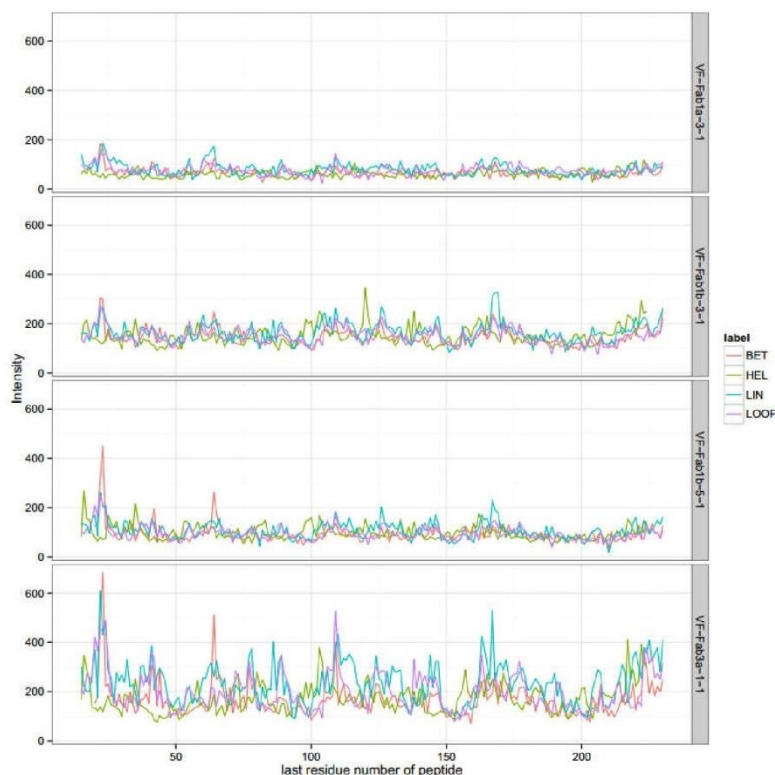 600
400
200
0
VF-Fab1a-3-1
600
400
200
0
VF-Fab1b-3-1
600
400
200
0
VF-Fab1b-5-1
600
400
200
0
VF-Fab3a-1-1
Intensity
50 100 150 200
last residue number of peptide
label
BET
HEL
LIN
LOOP